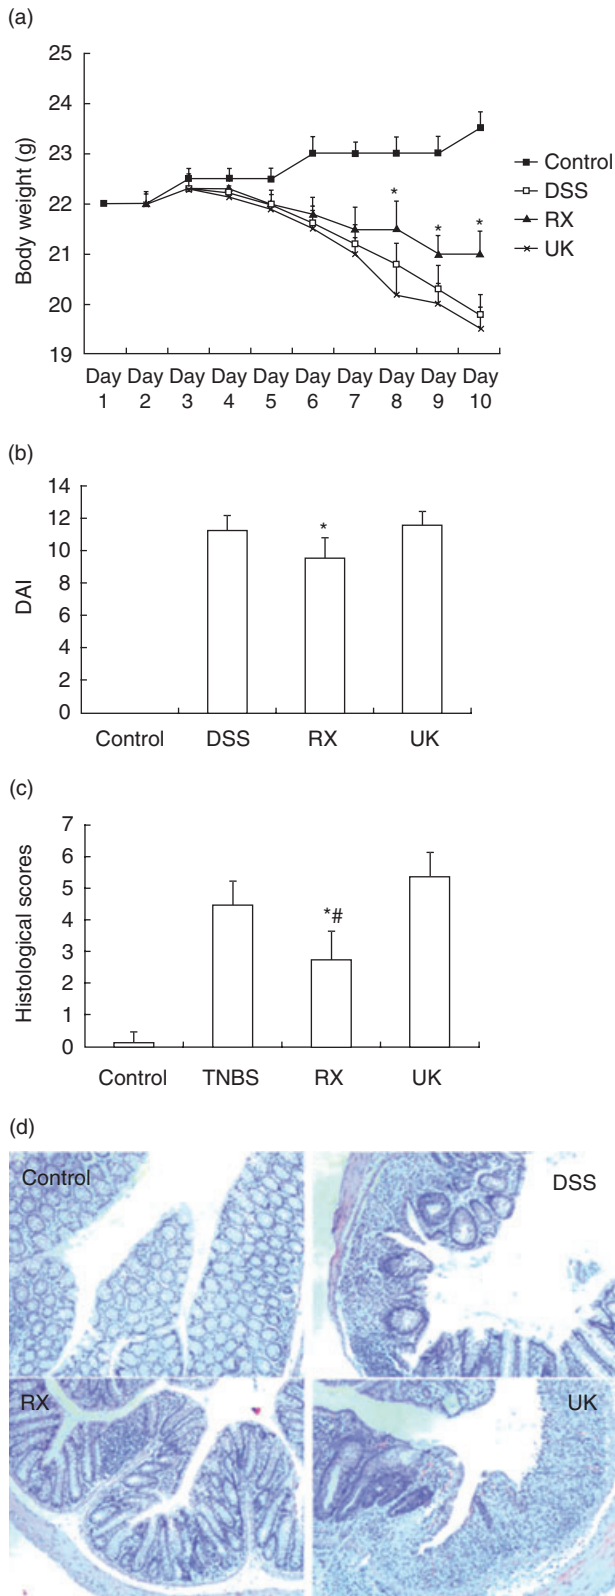 (a)
25
24
23
22
21
20
19
Body weight (g)
Day 1
Day 2
Day 3
Day 4
Day 5
Day 6
Day 7
Day 8
Day 9
Day 10
* * *
Control
DSS
RX
UK
(b)
14
12
10
8
6
4
2
0
DAI
*
Control DSS RX UK
(c)
7
6
5
4
3
2
1
0
Histological scores
*#
Control TNBS RX UK
(d)
Control
DSS
RX
UK